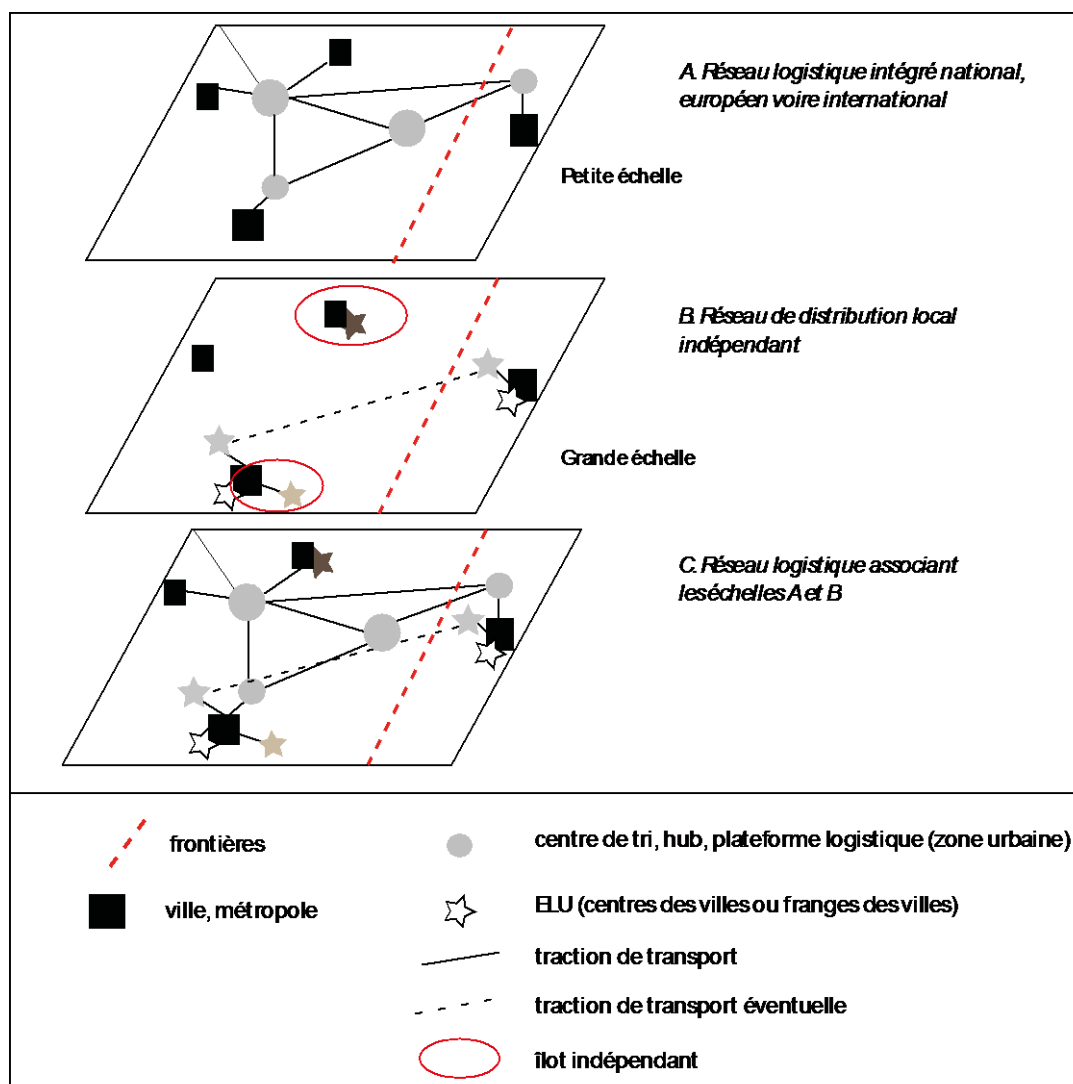 A. Réseau logistique intégré national,
européen voire international
Petite échelle
B. Réseau de distribution local
indépendant
Grande échelle
C. Réseau logistique associant
leséchelles A et B
frontières
centre de tri, hub, plateforme logistique (zone urbaine)
ville, métropole
ELU (centres des villes ou franges des villes)
traction de transport
traction de transport éventuelle
îlot indépendant